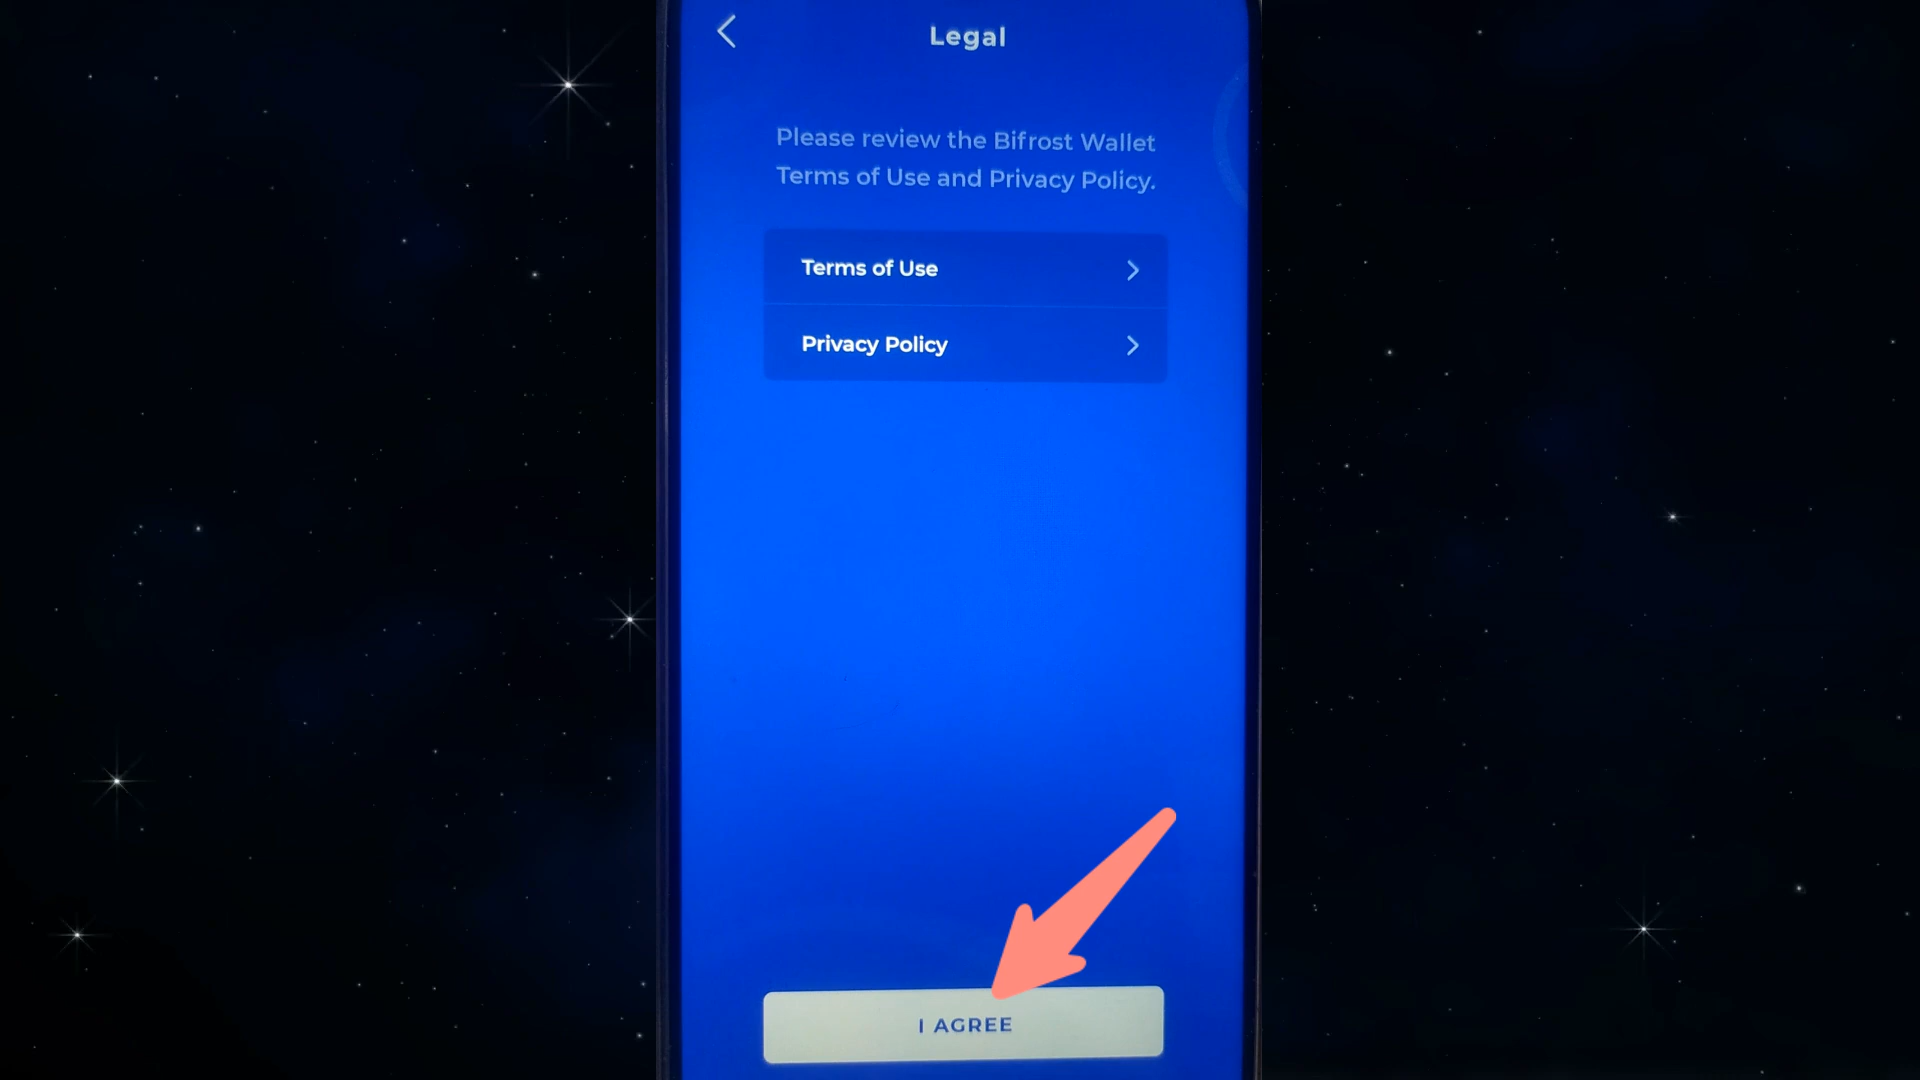 Legal
Please review the Bifrost Wallet
Terms of Use and Privacy Policy.
Terms of Use
Privacy Policy
I AGREE